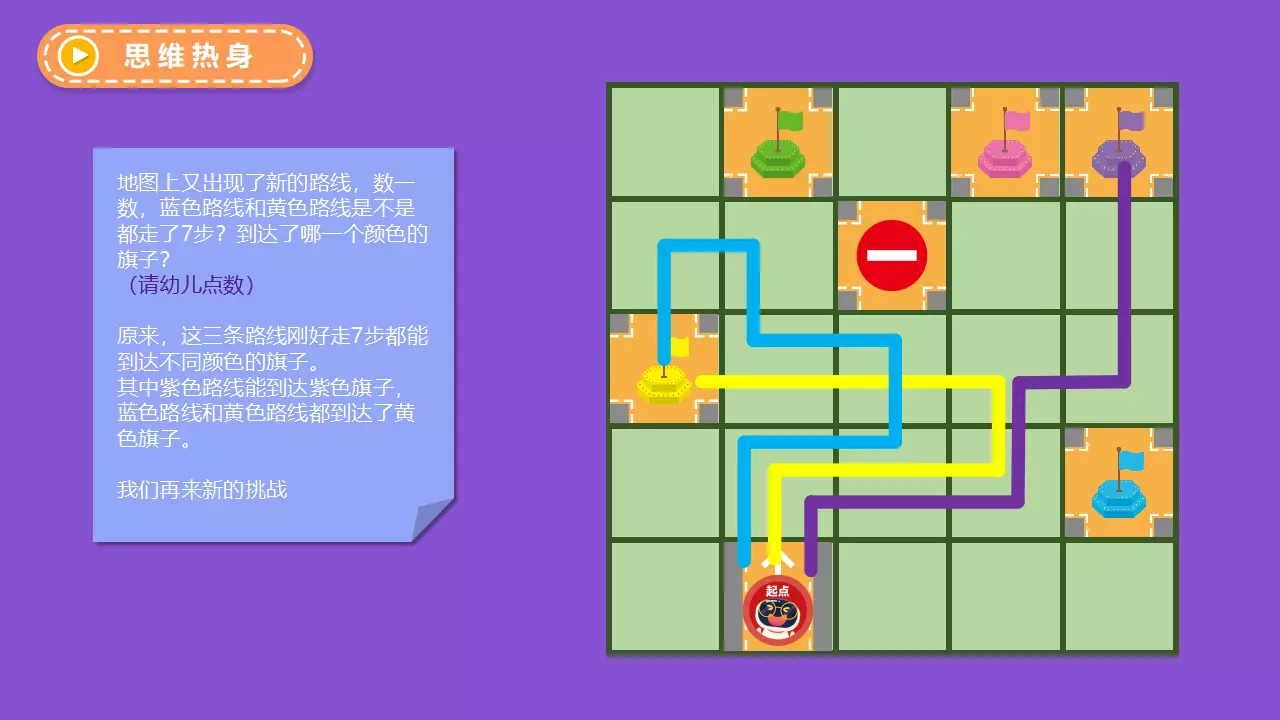 思维热身
地图上又出现了新的路线，数一
数，蓝色路线和黄色路线是不是
都走了7步？到达了哪一个颜色的
旗子？
（请幼儿点数）
原来，这三条路线刚好走7步都能
到达不同颜色的旗子。
其中紫色路线能到达紫色旗子，
蓝色路线和黄色路线都到达了黄
色旗子。
我们再来新的挑战
起点